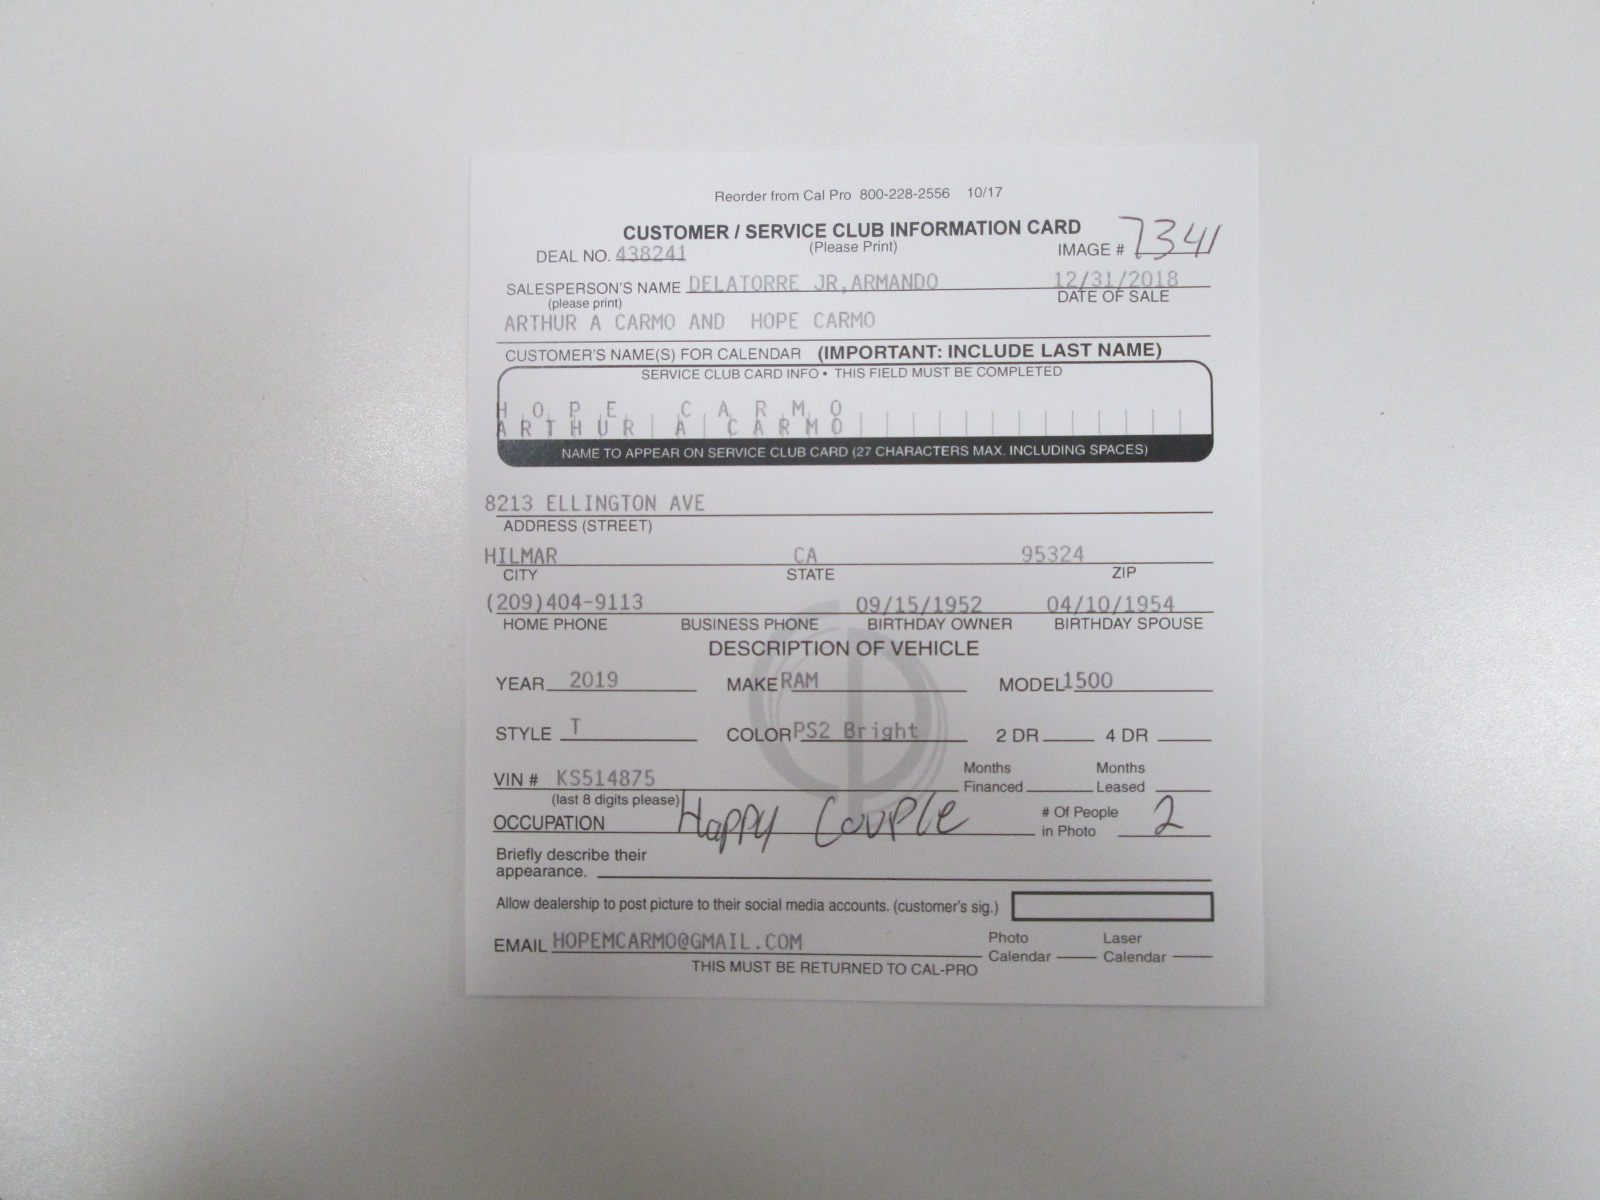 Reorder from Cal Pro 800-228-2556 10/17
CUSTOMER / SERVICE CLUB INFORMATION CARD
(Please Print)
DEAL NO. 438241
IMAGE # 7341
SALESPERSON'S NAME DELATORRE JR,ARMANDO 12/31/2018
(please print) DATE OF SALE
ARTHUR A CARMO AND HOPE CARMO
CUSTOMER'S NAME(S) FOR CALENDAR (IMPORTANT: INCLUDE LAST NAME)
SERVICE CLUB CARD INFO • THIS FIELD MUST BE COMPLETED
HOPE CARMO
ARTHUR A CARMO
NAME TO APPEAR ON SERVICE CLUB CARD (27 CHARACTERS MAX. INCLUDING SPACES)
8213 ELLINGTON AVE
ADDRESS (STREET)
HILMAR CA 95324
CITY STATE ZIP
(209)404-9113 09/15/1952 04/10/1954
HOME PHONE BUSINESS PHONE BIRTHDAY OWNER BIRTHDAY SPOUSE
DESCRIPTION OF VEHICLE
YEAR 2019 MAKE RAM MODEL 1500
STYLE T COLOR PS2 Bright 2 DR 4 DR
VIN # KS514875 Months Financed Months Leased
(last 8 digits please)
OCCUPATION Happy Couple # Of People in Photo 2
Briefly describe their
appearance.
Allow dealership to post picture to their social media accounts. (customer's sig.)
EMAIL HOPEMCARMO@GMAIL.COM Photo Calendar Laser Calendar
THIS MUST BE RETURNED TO CAL-PRO